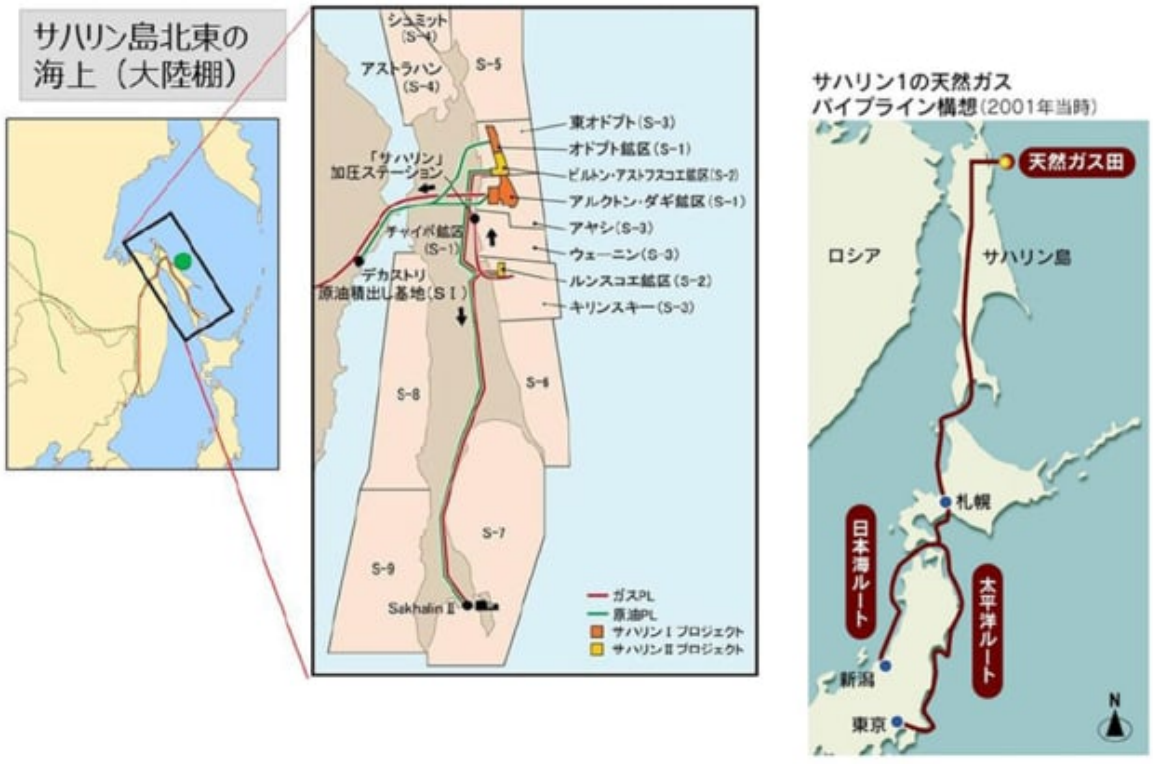 サハリン島北東の
海上（大陸棚）
シュミット
(S-4)
アストラハン
(S-4)
S-5
東オドプト(S-3)
オドプト鉱区(S-1)
ピルトン・アストフスコエ鉱区(S-2)
アルクトン・ダギ鉱区(S-1)
アヤシ(S-3)
ウェーニン(S-3)
ルンスコエ鉱区(S-2)
キリンスキー(S-3)
「サハリン」
加圧ステーション
チャイボ鉱区
(S-1)
デカストリ
原油積出し基地(SⅠ)
S-8
S-6
S-7
S-9
Sakhalin Ⅱ
ガスPL
原油PL
サハリンⅠプロジェクト
サハリンⅡプロジェクト
サハリン1の天然ガス
パイプライン構想(2001年当時)
天然ガス田
ロシア
サハリン島
札幌
日本海ルート
太平洋ルート
新潟
東京
N